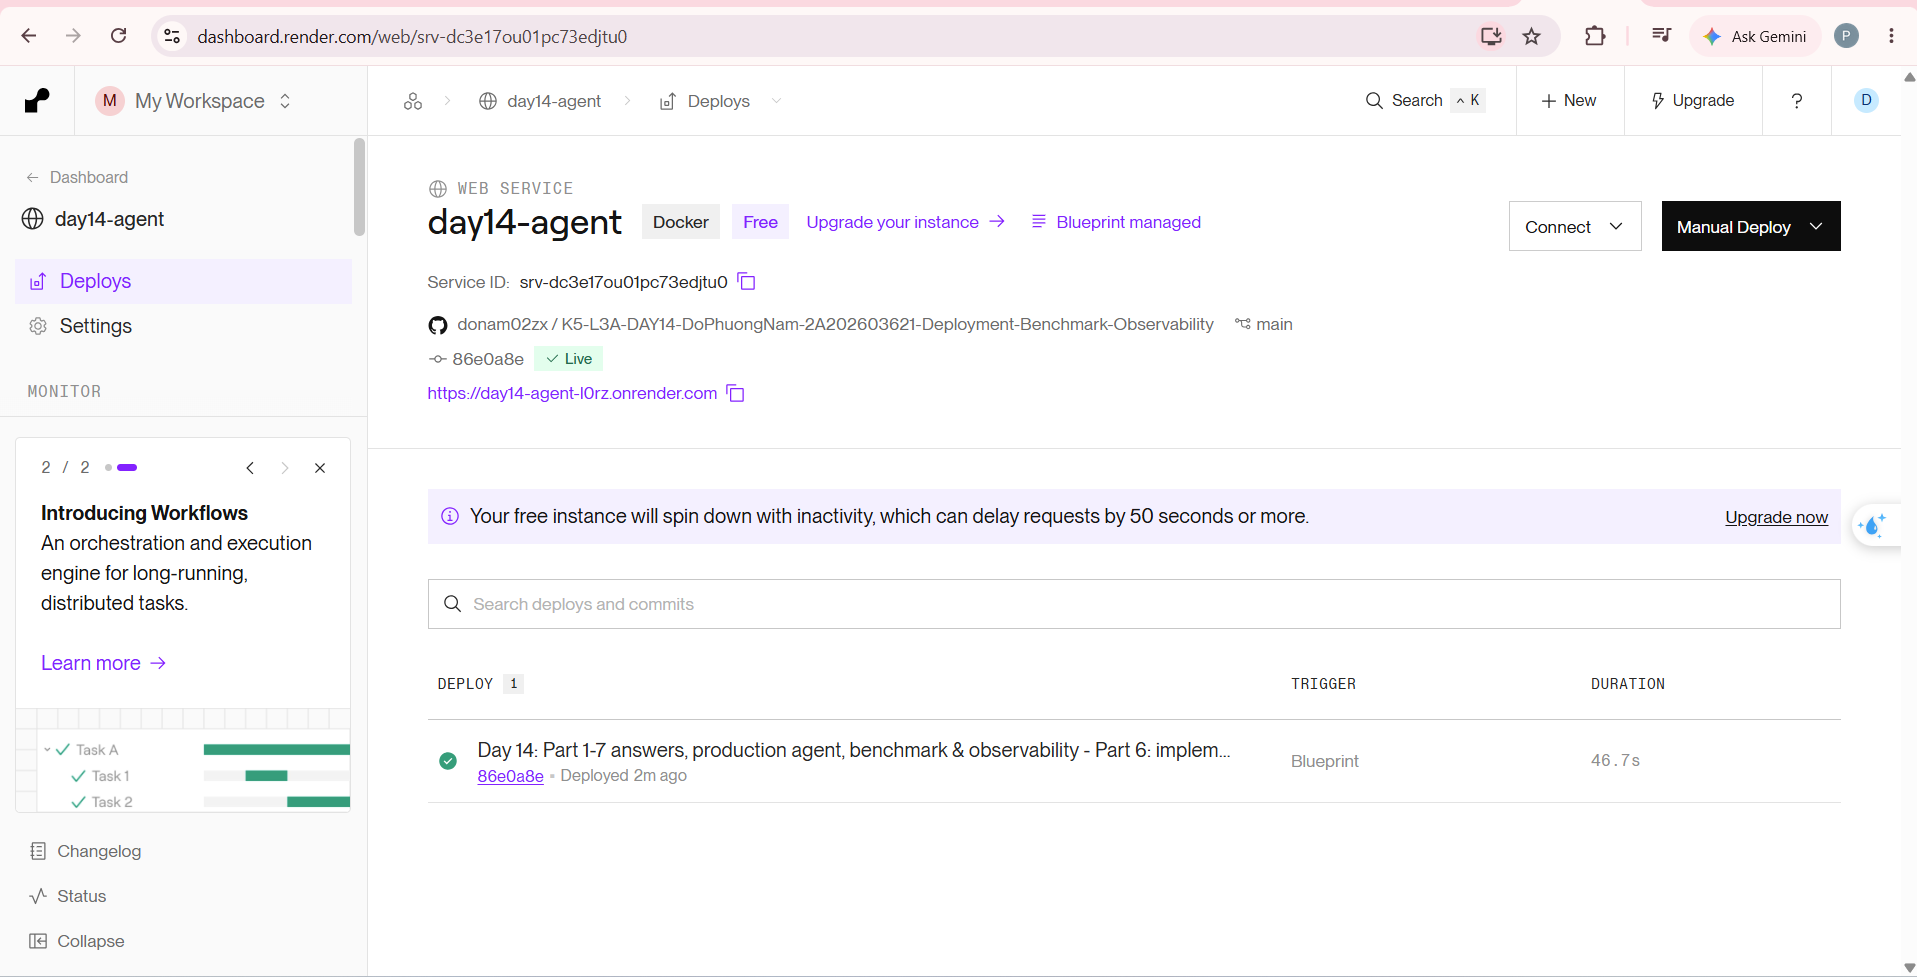 dashboard.render.com/web/srv-dc3e17ou01pc73edjtu0
Ask Gemini
P
M My Workspace
day14-agent
Deploys
Search ^ K
+ New
Upgrade
?
D
← Dashboard
day14-agent
Deploys
Settings
MONITOR
2 / 2
Introducing Workflows
An orchestration and execution
engine for long-running,
distributed tasks.
Learn more →
Task A
Task 1
Task 2
Changelog
Status
Collapse
WEB SERVICE
day14-agent Docker Free Upgrade your instance → Blueprint managed
Connect
Manual Deploy
Service ID: srv-dc3e17ou01pc73edjtu0
donam02zx / K5-L3A-DAY14-DoPhuongNam-2A202603621-Deployment-Benchmark-Observability main
86e0a8e Live
https://day14-agent-l0rz.onrender.com
Your free instance will spin down with inactivity, which can delay requests by 50 seconds or more. Upgrade now
Search deploys and commits
DEPLOY 1 TRIGGER DURATION
Day 14: Part 1-7 answers, production agent, benchmark & observability - Part 6: implem...
86e0a8e • Deployed 2m ago
Blueprint
46.7s